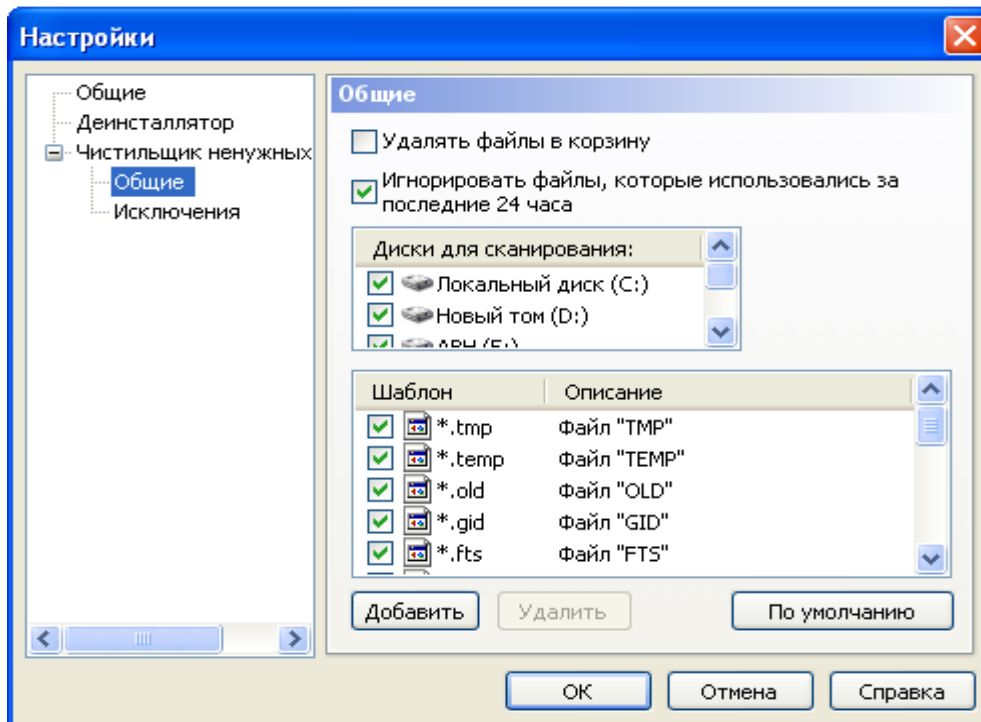 Настройки
Общие
Деинсталлятор
Чистильщик ненужных
Общие
Исключения
Общие
Удалять файлы в корзину
Игнорировать файлы, которые использовались за
последние 24 часа
Диски для сканирования:
Локальный диск (C:)
Новый том (D:)
Шаблон Описание
*.tmp Файл "TMP"
*.temp Файл "TEMP"
*.old Файл "OLD"
*.gid Файл "GID"
*.fts Файл "FTS"
Добавить Удалить По умолчанию
OK Отмена Справка